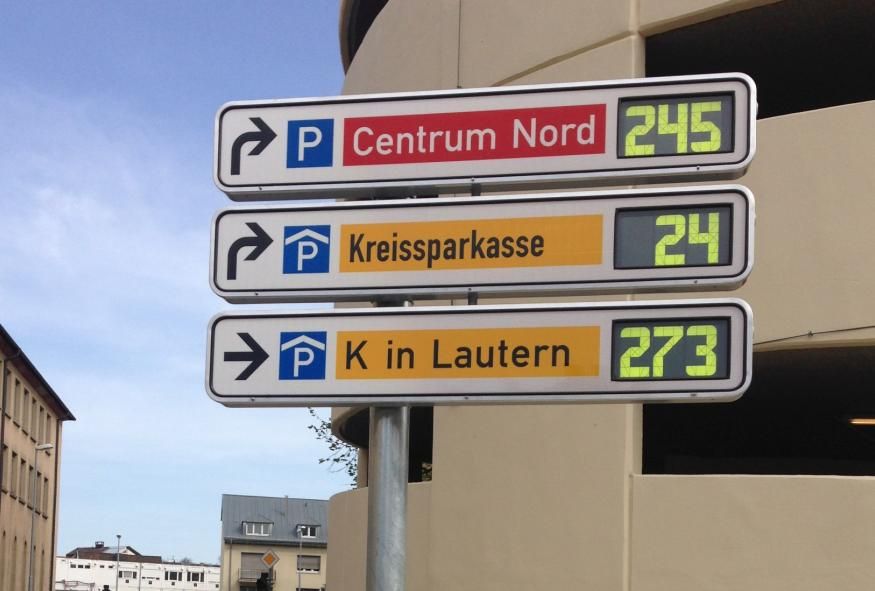 P Centrum Nord 245
P Kreissparkasse 24
P K in Lautern 273